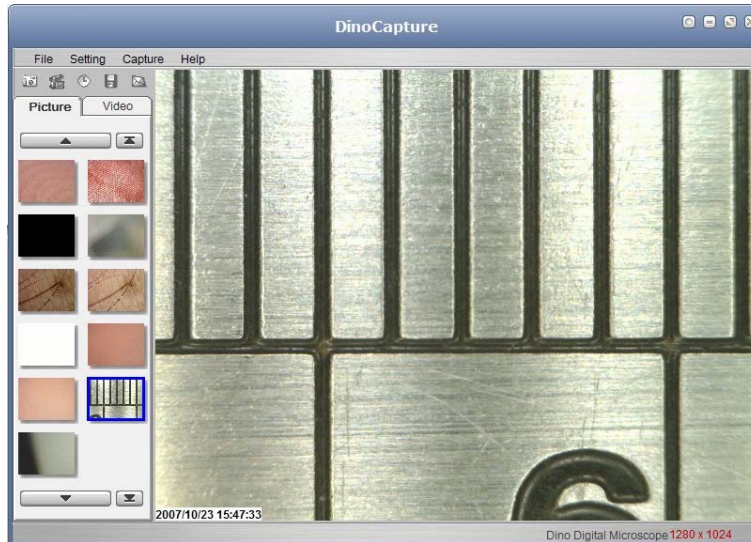 DinoCapture
File Setting Capture Help
Picture Video
6
2007/10/23 15:47:33
Dino Digital Microscope 1280 x 1024